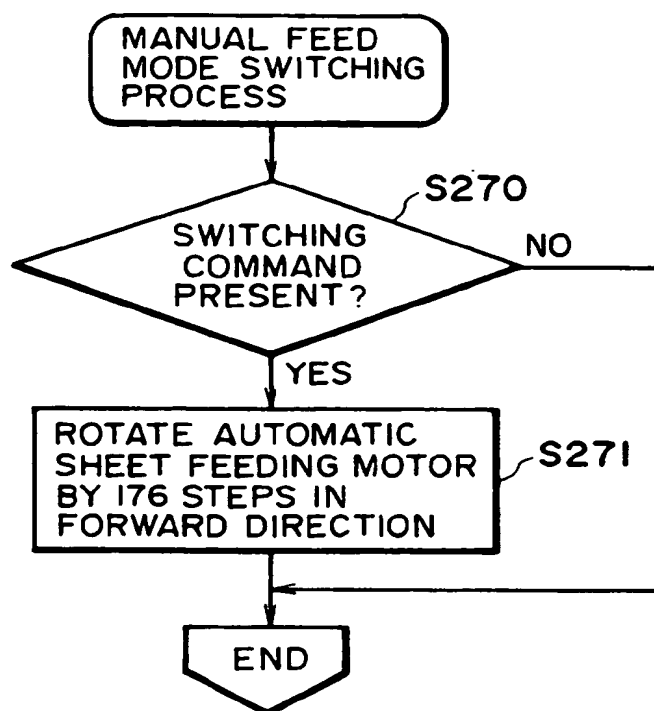 MANUAL FEED
MODE SWITCHING
PROCESS
S270
SWITCHING
COMMAND
PRESENT?
NO
YES
ROTATE AUTOMATIC
SHEET FEEDING MOTOR
BY 176 STEPS IN
FORWARD DIRECTION
S271
END